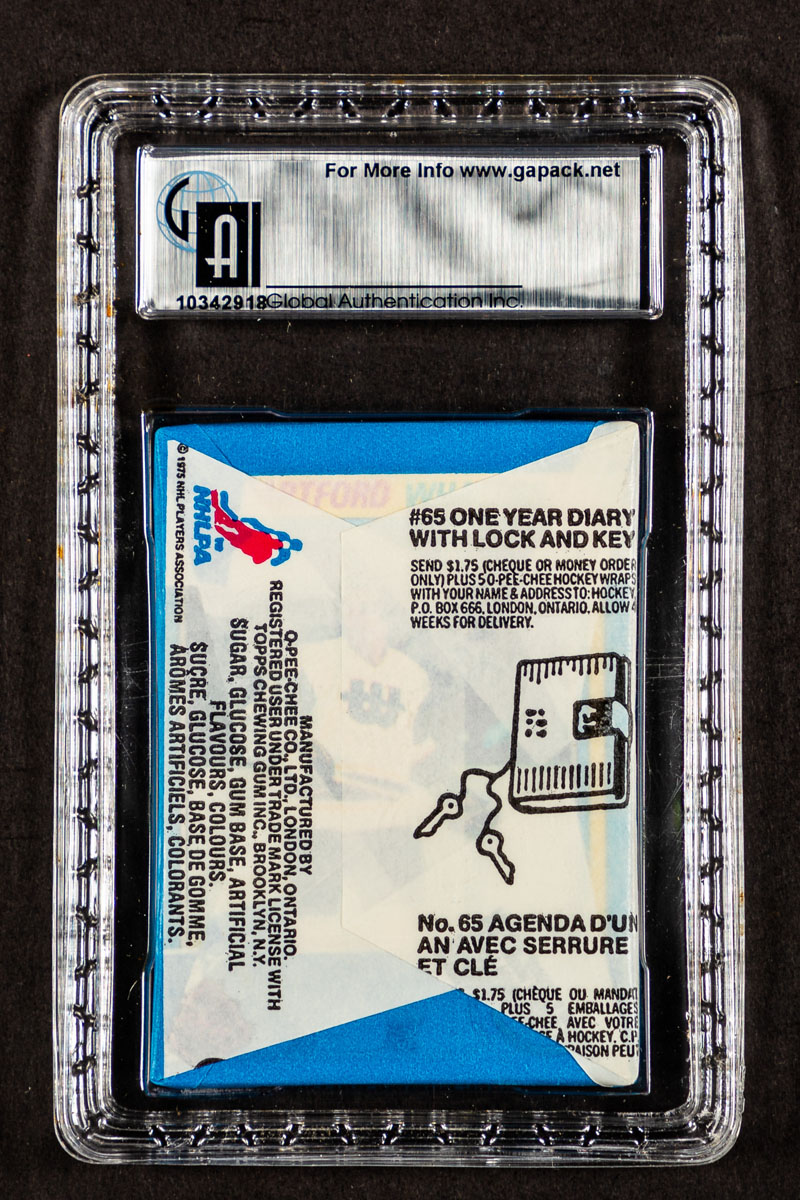 For More Info www.gapack.net
GA
10342918
Global Authentication Inc.
© 1975 NHL PLAYERS ASSOCIATION
NHLPA
MANUFACTURED BY
O-PEE-CHEE CO., LTD., LONDON, ONTARIO.
REGISTERED USER UNDER TRADE MARK LICENSE WITH
TOPPS CHEWING GUM INC., BROOKLYN, N.Y.
SUGAR, GLUCOSE, GUM BASE, ARTIFICIAL
FLAVOURS, COLOURS.
SUCRE, GLUCOSE, BASE DE GOMME,
ARÔMES ARTIFICIELS, COLORANTS.
#65 ONE YEAR DIARY
WITH LOCK AND KEY
SEND $1.75 (CHEQUE OR MONEY ORDER
ONLY) PLUS 5 O-PEE-CHEE HOCKEY WRAPS
WITH YOUR NAME & ADDRESS TO: HOCKEY,
P.O. BOX 666, LONDON, ONTARIO. ALLOW 4
WEEKS FOR DELIVERY.
No. 65 AGENDA D'UN
AN AVEC SERRURE
ET CLÉ
$1.75 (CHÈQUE OU MANDAT
PLUS 5 EMBALLAGES
EE-CHEE AVEC VOTRE
À HOCKEY, C.P.
RAISON PEUT